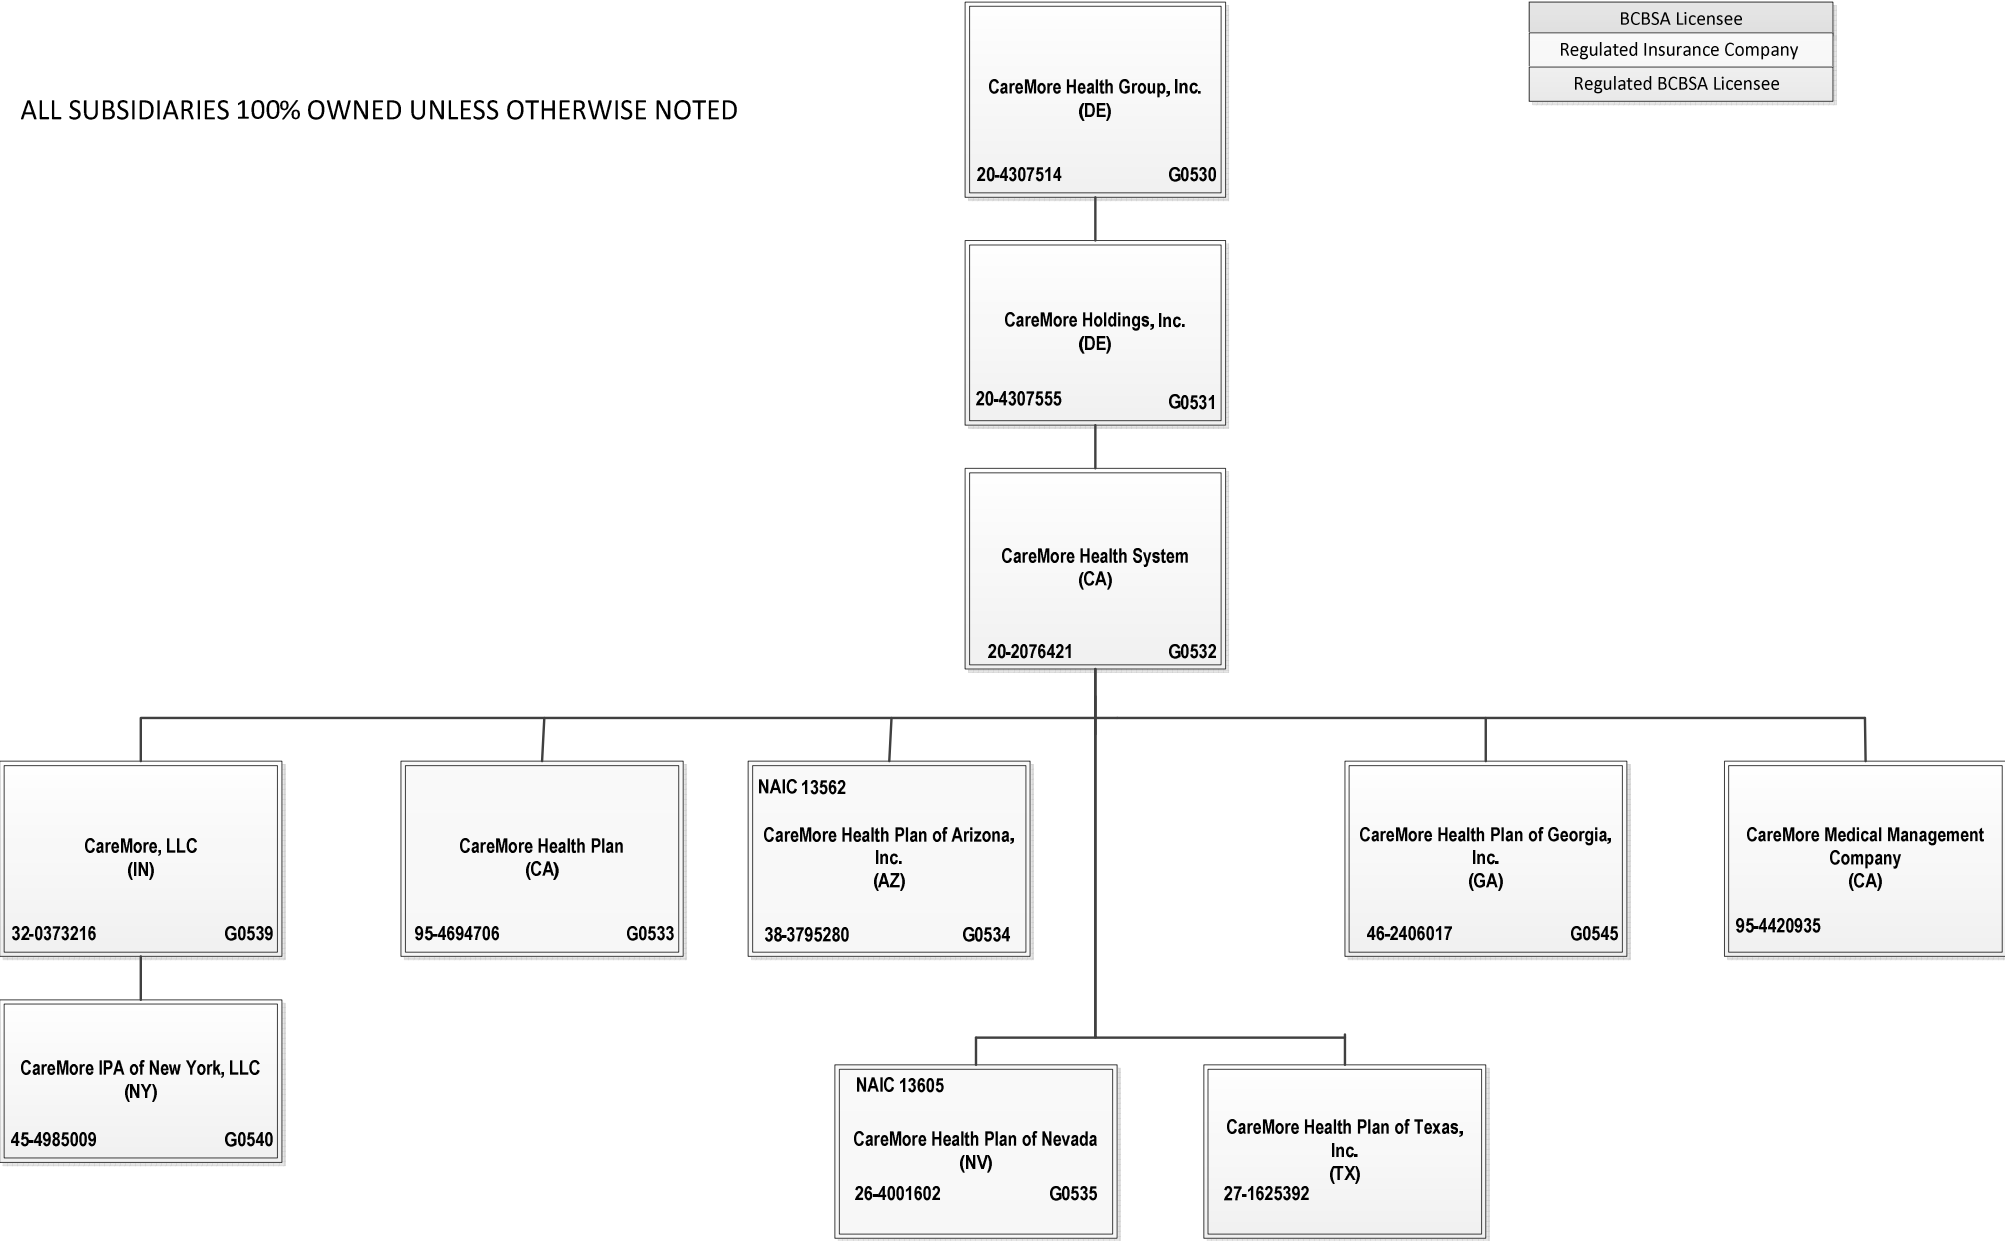 BCBSA Licensee
Regulated Insurance Company
Regulated BCBSA Licensee
ALL SUBSIDIARIES 100% OWNED UNLESS OTHERWISE NOTED
CareMore Health Group, Inc.
(DE)
20-4307514 G0530
CareMore Holdings, Inc.
(DE)
20-4307555 G0531
CareMore Health System
(CA)
20-2076421 G0532
CareMore, LLC
(IN)
32-0373216 G0539
CareMore Health Plan
(CA)
95-4694706 G0533
NAIC 13562
CareMore Health Plan of Arizona,
Inc.
(AZ)
38-3795280 G0534
CareMore Health Plan of Georgia,
Inc.
(GA)
46-2406017 G0545
CareMore Medical Management
Company
(CA)
95-4420935
CareMore IPA of New York, LLC
(NY)
45-4985009 G0540
NAIC 13605
CareMore Health Plan of Nevada
(NV)
26-4001602 G0535
CareMore Health Plan of Texas,
Inc.
(TX)
27-1625392